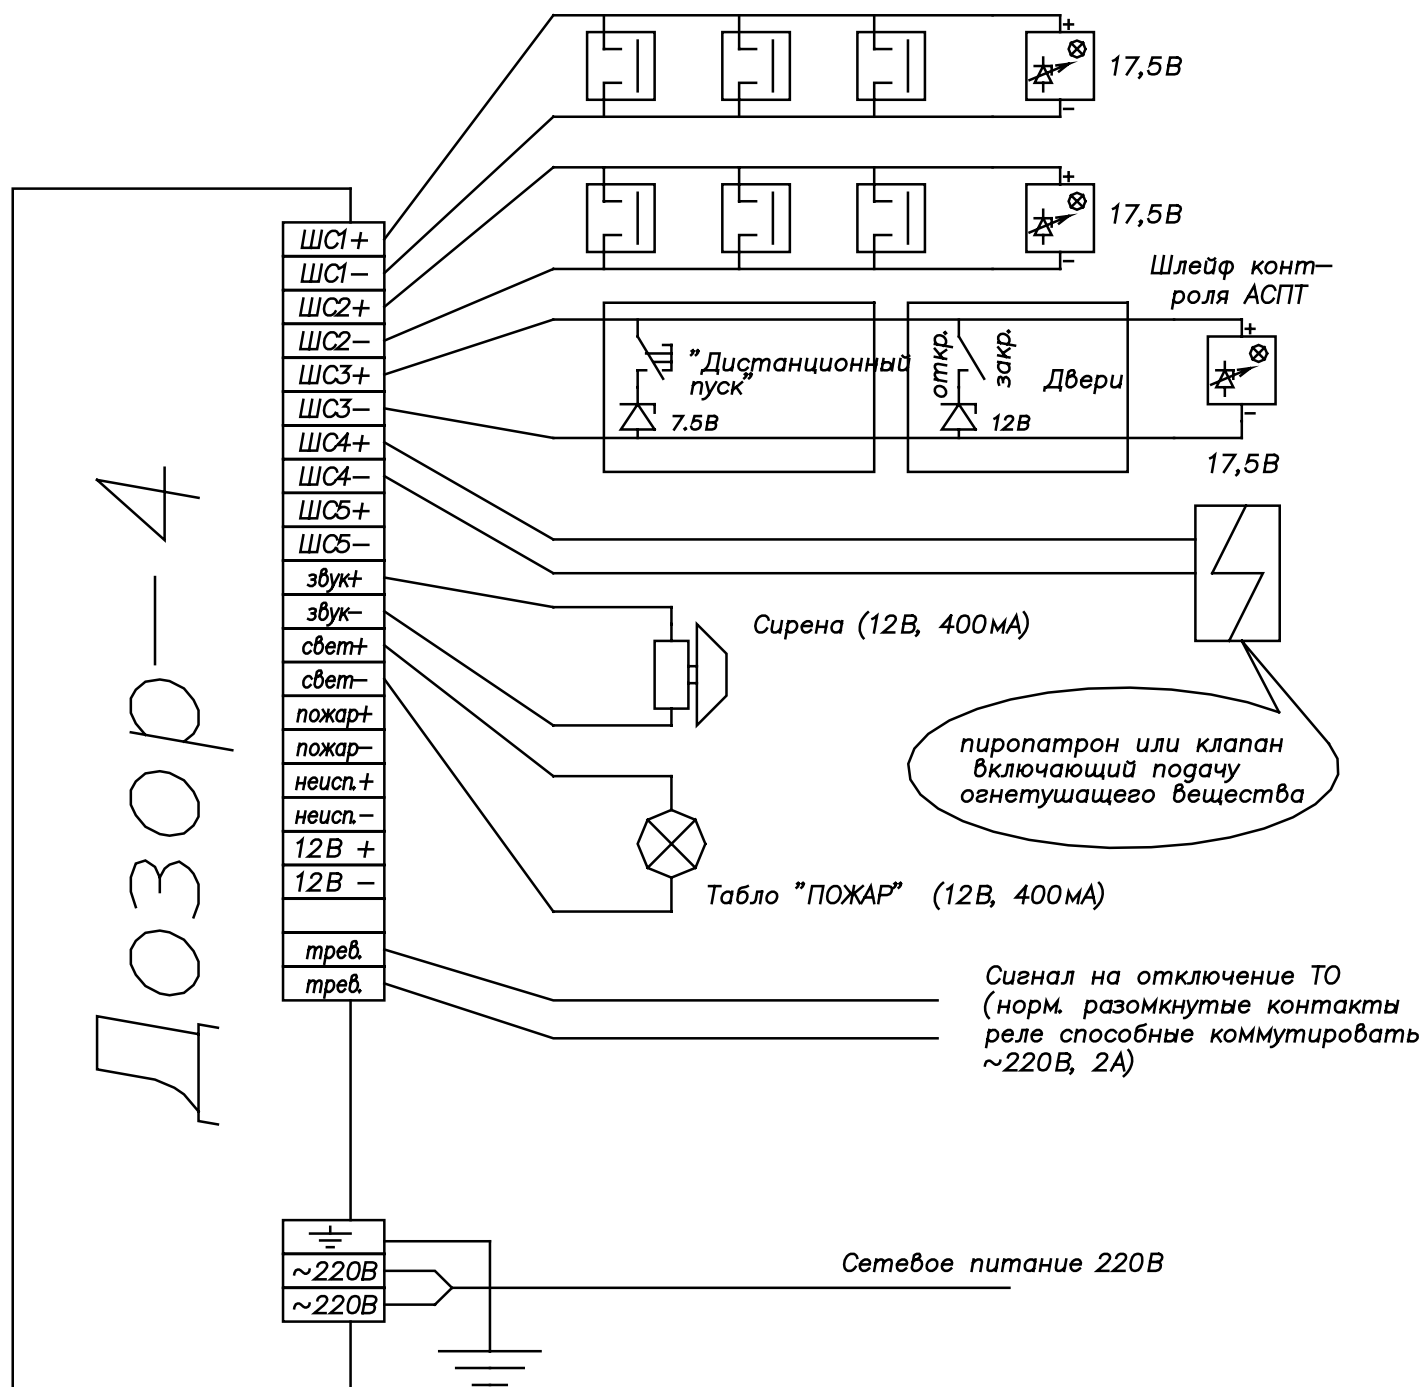 +
17,5В
−
+
17,5В
−
Шлейф конт−
роля АСПТ
+
−
17,5В
"Дистанционный
пуск"
7.5В
откр.
закр.
Двери
12В
Дозор−4
ШС1+
ШС1−
ШС2+
ШС2−
ШС3+
ШС3−
ШС4+
ШС4−
ШС5+
ШС5−
звук+
звук−
свет+
свет−
пожар+
пожар−
неисп.+
неисп.−
12В +
12В −
трев.
трев.
Сирена (12В, 400мА)
пиропатрон или клапан
включающий подачу
огнетушащего вещества
Табло "ПОЖАР" (12В, 400мА)
Сигнал на отключение ТО
(норм. разомкнутые контакты
реле способные коммутировать
~220В, 2А)
~220В
~220В
Сетевое питание 220В